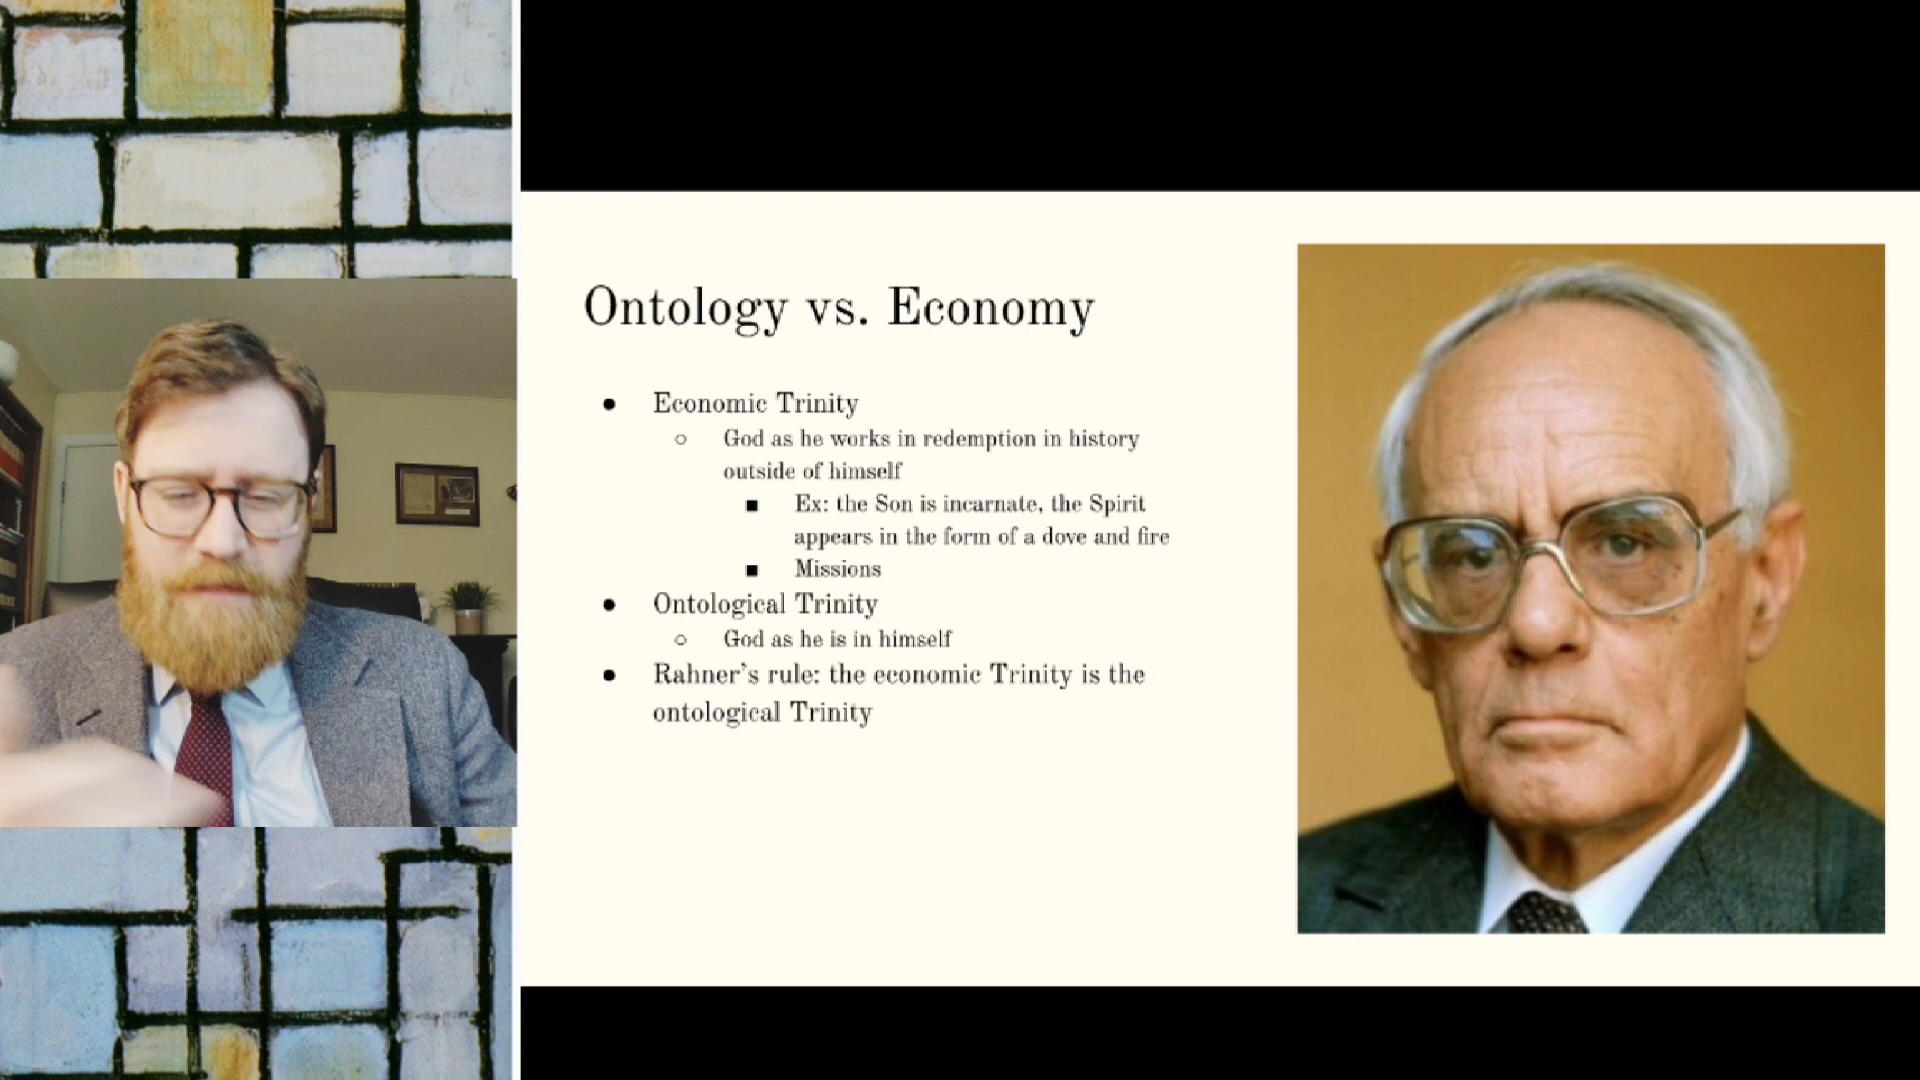 Ontology vs. Economy
● Economic Trinity
○ God as he works in redemption in history
outside of himself
■ Ex: the Son is incarnate, the Spirit
appears in the form of a dove and fire
■ Missions
● Ontological Trinity
○ God as he is in himself
● Rahner’s rule: the economic Trinity is the
ontological Trinity